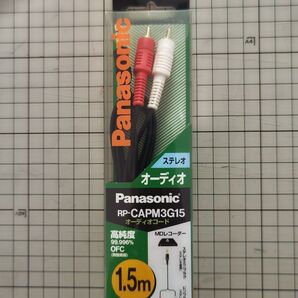 Panasonic
ステレオ
オーディオ
Panasonic
RP-CAPM3G15
オーディオコード
高純度
99.996%
OFC
MDレコーダー
1.5m